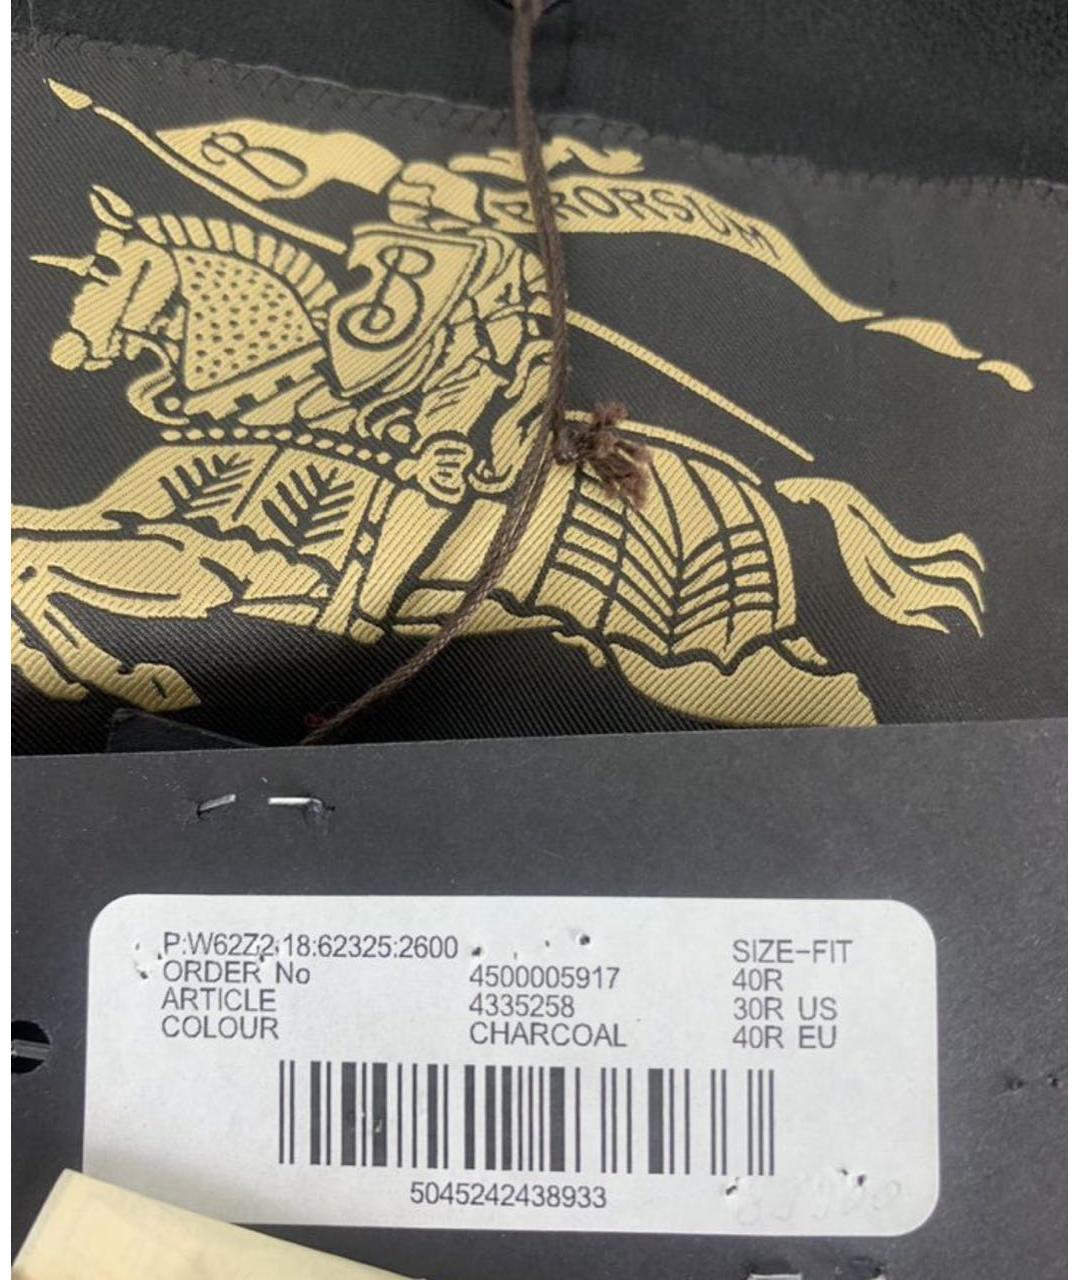 B
PRORSUM
B
P:W62Z2:18:62325:2600
SIZE-FIT
ORDER No 4500005917 40R
ARTICLE 4335258 30R US
COLOUR CHARCOAL 40R EU
5045242438933